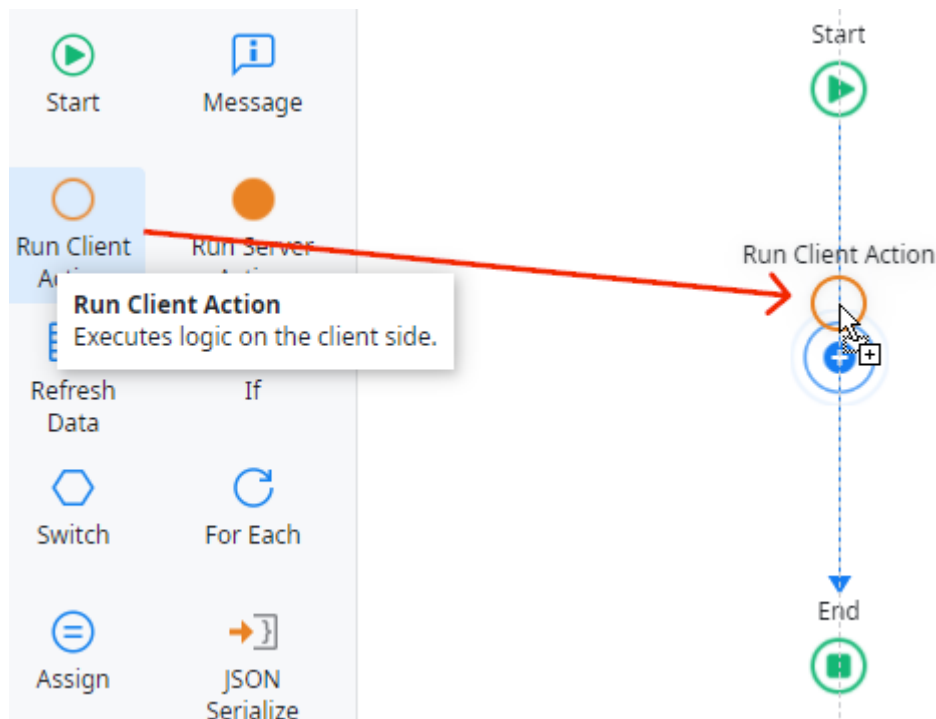 Start
Message
Start
Run Client
Run Server
Run Client Action
Run Client Action
Executes logic on the client side.
Refresh
Data
If
Switch
For Each
End
Assign
JSON
Serialize